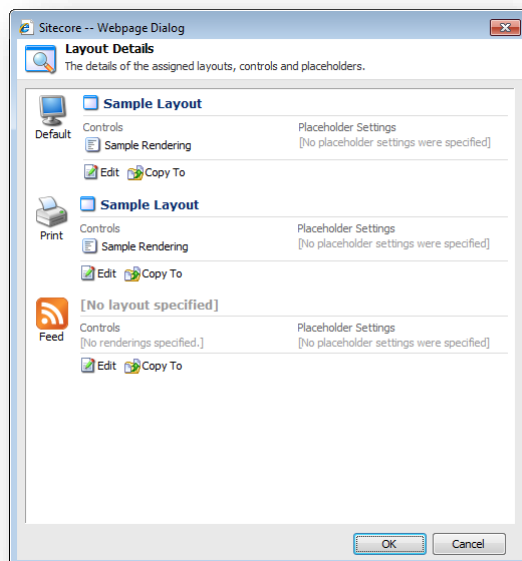 Sitecore -- Webpage Dialog
Layout Details
The details of the assigned layouts, controls and placeholders.
Default
Sample Layout
Controls
Placeholder Settings
Sample Rendering
[No placeholder settings were specified]
Edit
Copy To
Print
Sample Layout
Controls
Placeholder Settings
Sample Rendering
[No placeholder settings were specified]
Edit
Copy To
Feed
[No layout specified]
Controls
Placeholder Settings
[No renderings specified.]
[No placeholder settings were specified]
Edit
Copy To
OK
Cancel